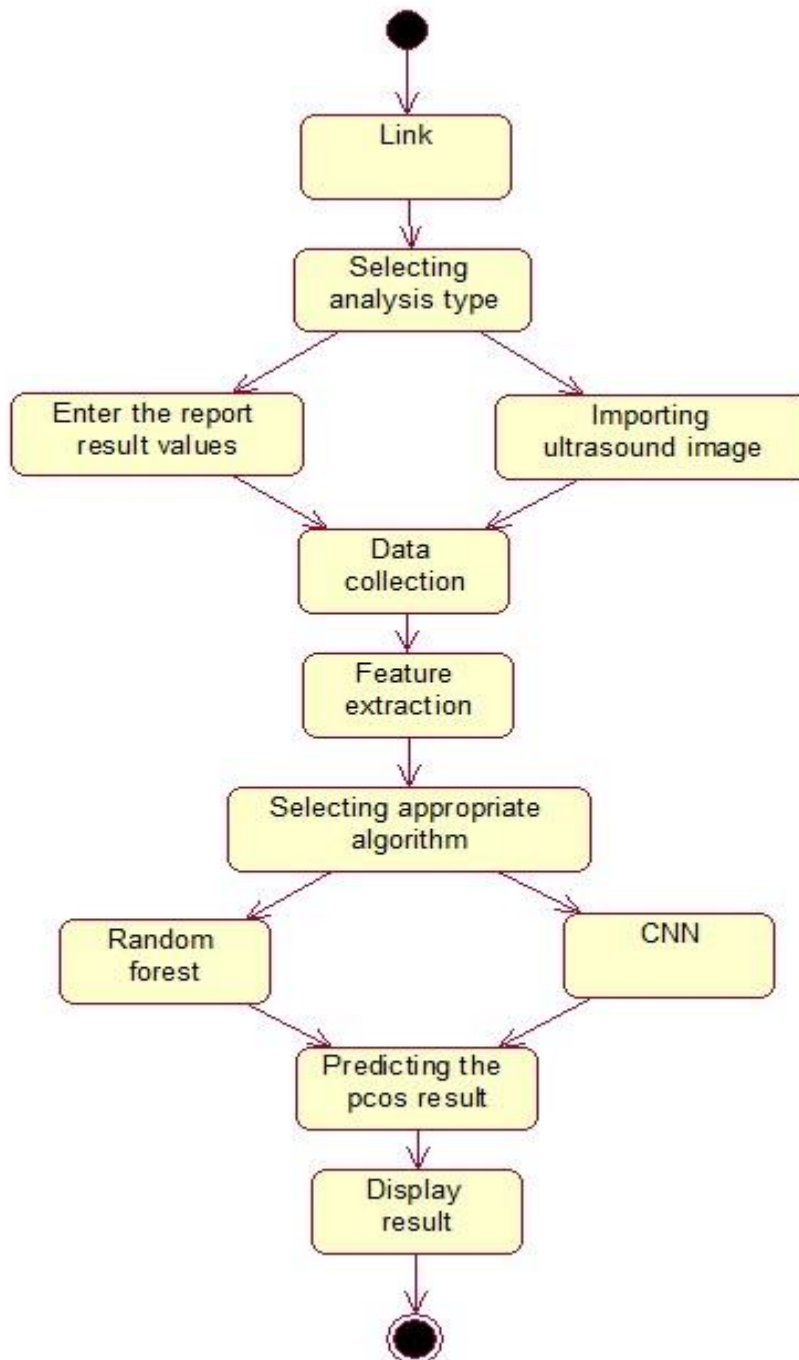 Link
Selecting
analysis type
Enter the report
result values
Importing
ultrasound image
Data
collection
Feature
extraction
Selecting appropriate
algorithm
Random
forest
CNN
Predicting the
pcos result
Display
result